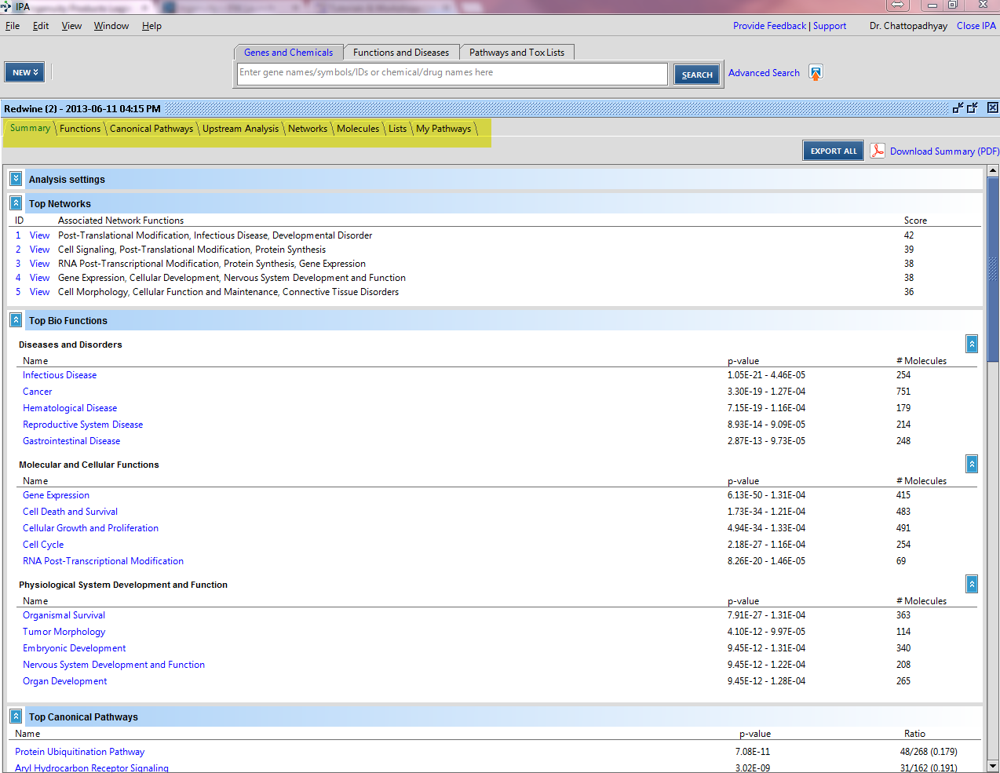 IPA
File Edit View Window Help
Provide Feedback | Support Dr. Chattopadhyay Close IPA
Genes and Chemicals Functions and Diseases Pathways and Tox Lists
NEW
Enter gene names/symbols/IDs or chemical/drug names here
SEARCH
Advanced Search
Redwine (2) - 2013-06-11 04:15 PM
Summary Functions Canonical Pathways Upstream Analysis Networks Molecules Lists My Pathways
EXPORT ALL Download Summary (PDF)
Analysis settings
Top Networks
ID Associated Network Functions Score
1 View Post-Translational Modification, Infectious Disease, Developmental Disorder 42
2 View Cell Signaling, Post-Translational Modification, Protein Synthesis 39
3 View RNA Post-Transcriptional Modification, Protein Synthesis, Gene Expression 38
4 View Gene Expression, Cellular Development, Nervous System Development and Function 38
5 View Cell Morphology, Cellular Function and Maintenance, Connective Tissue Disorders 36
Top Bio Functions
Diseases and Disorders
Name p-value # Molecules
Infectious Disease 1.05E-21 - 4.46E-05 254
Cancer 3.30E-19 - 1.27E-04 751
Hematological Disease 7.15E-19 - 1.16E-04 179
Reproductive System Disease 8.93E-14 - 9.09E-05 214
Gastrointestinal Disease 2.87E-13 - 9.73E-05 248
Molecular and Cellular Functions
Name p-value # Molecules
Gene Expression 6.13E-50 - 1.31E-04 415
Cell Death and Survival 1.73E-34 - 1.21E-04 483
Cellular Growth and Proliferation 4.94E-34 - 1.33E-04 491
Cell Cycle 2.18E-27 - 1.16E-04 254
RNA Post-Transcriptional Modification 8.26E-20 - 1.46E-05 69
Physiological System Development and Function
Name p-value # Molecules
Organismal Survival 7.91E-27 - 1.31E-04 363
Tumor Morphology 4.10E-12 - 9.97E-05 114
Embryonic Development 9.45E-12 - 1.31E-04 340
Nervous System Development and Function 9.45E-12 - 1.22E-04 208
Organ Development 9.45E-12 - 1.28E-04 265
Top Canonical Pathways
Name p-value Ratio
Protein Ubiquitination Pathway 7.08E-11 48/268 (0.179)
Aryl Hydrocarbon Receptor Signaling 3.02E-09 31/162 (0.191)